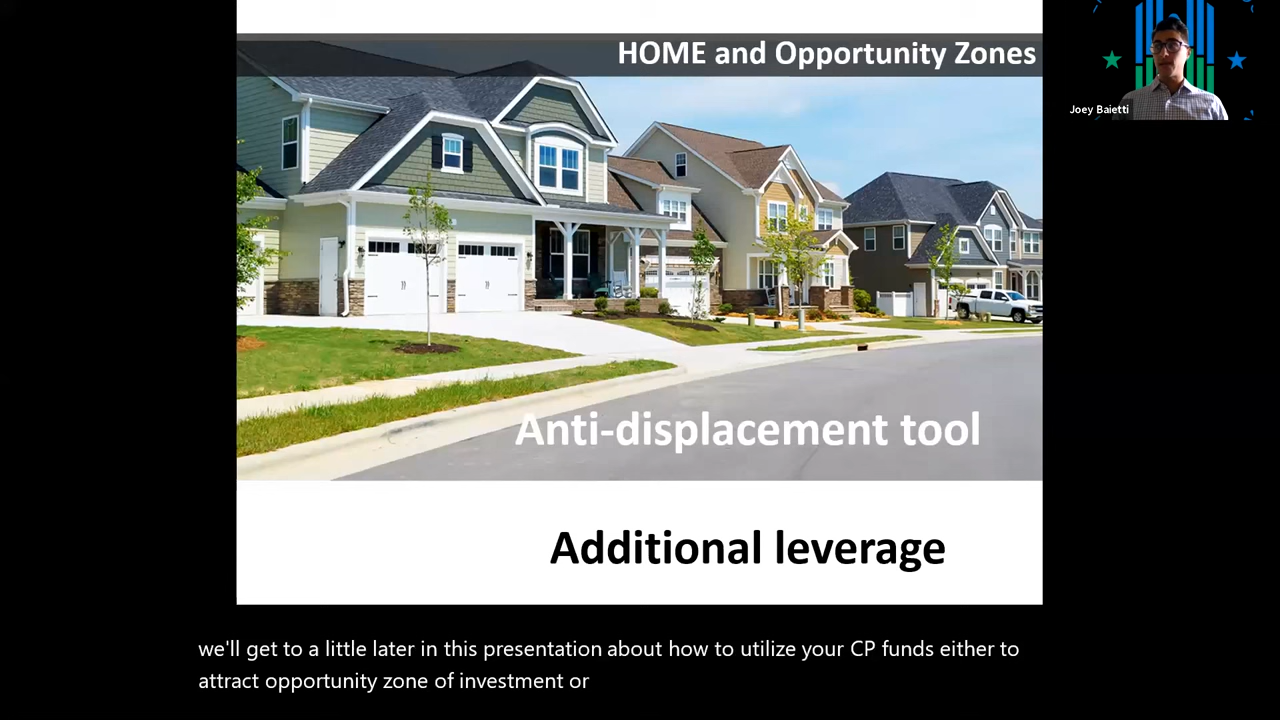 HOME and Opportunity Zones
Joey Baietti
Anti-displacement tool
Additional leverage
we'll get to a little later in this presentation about how to utilize your CP funds either to
attract opportunity zone of investment or